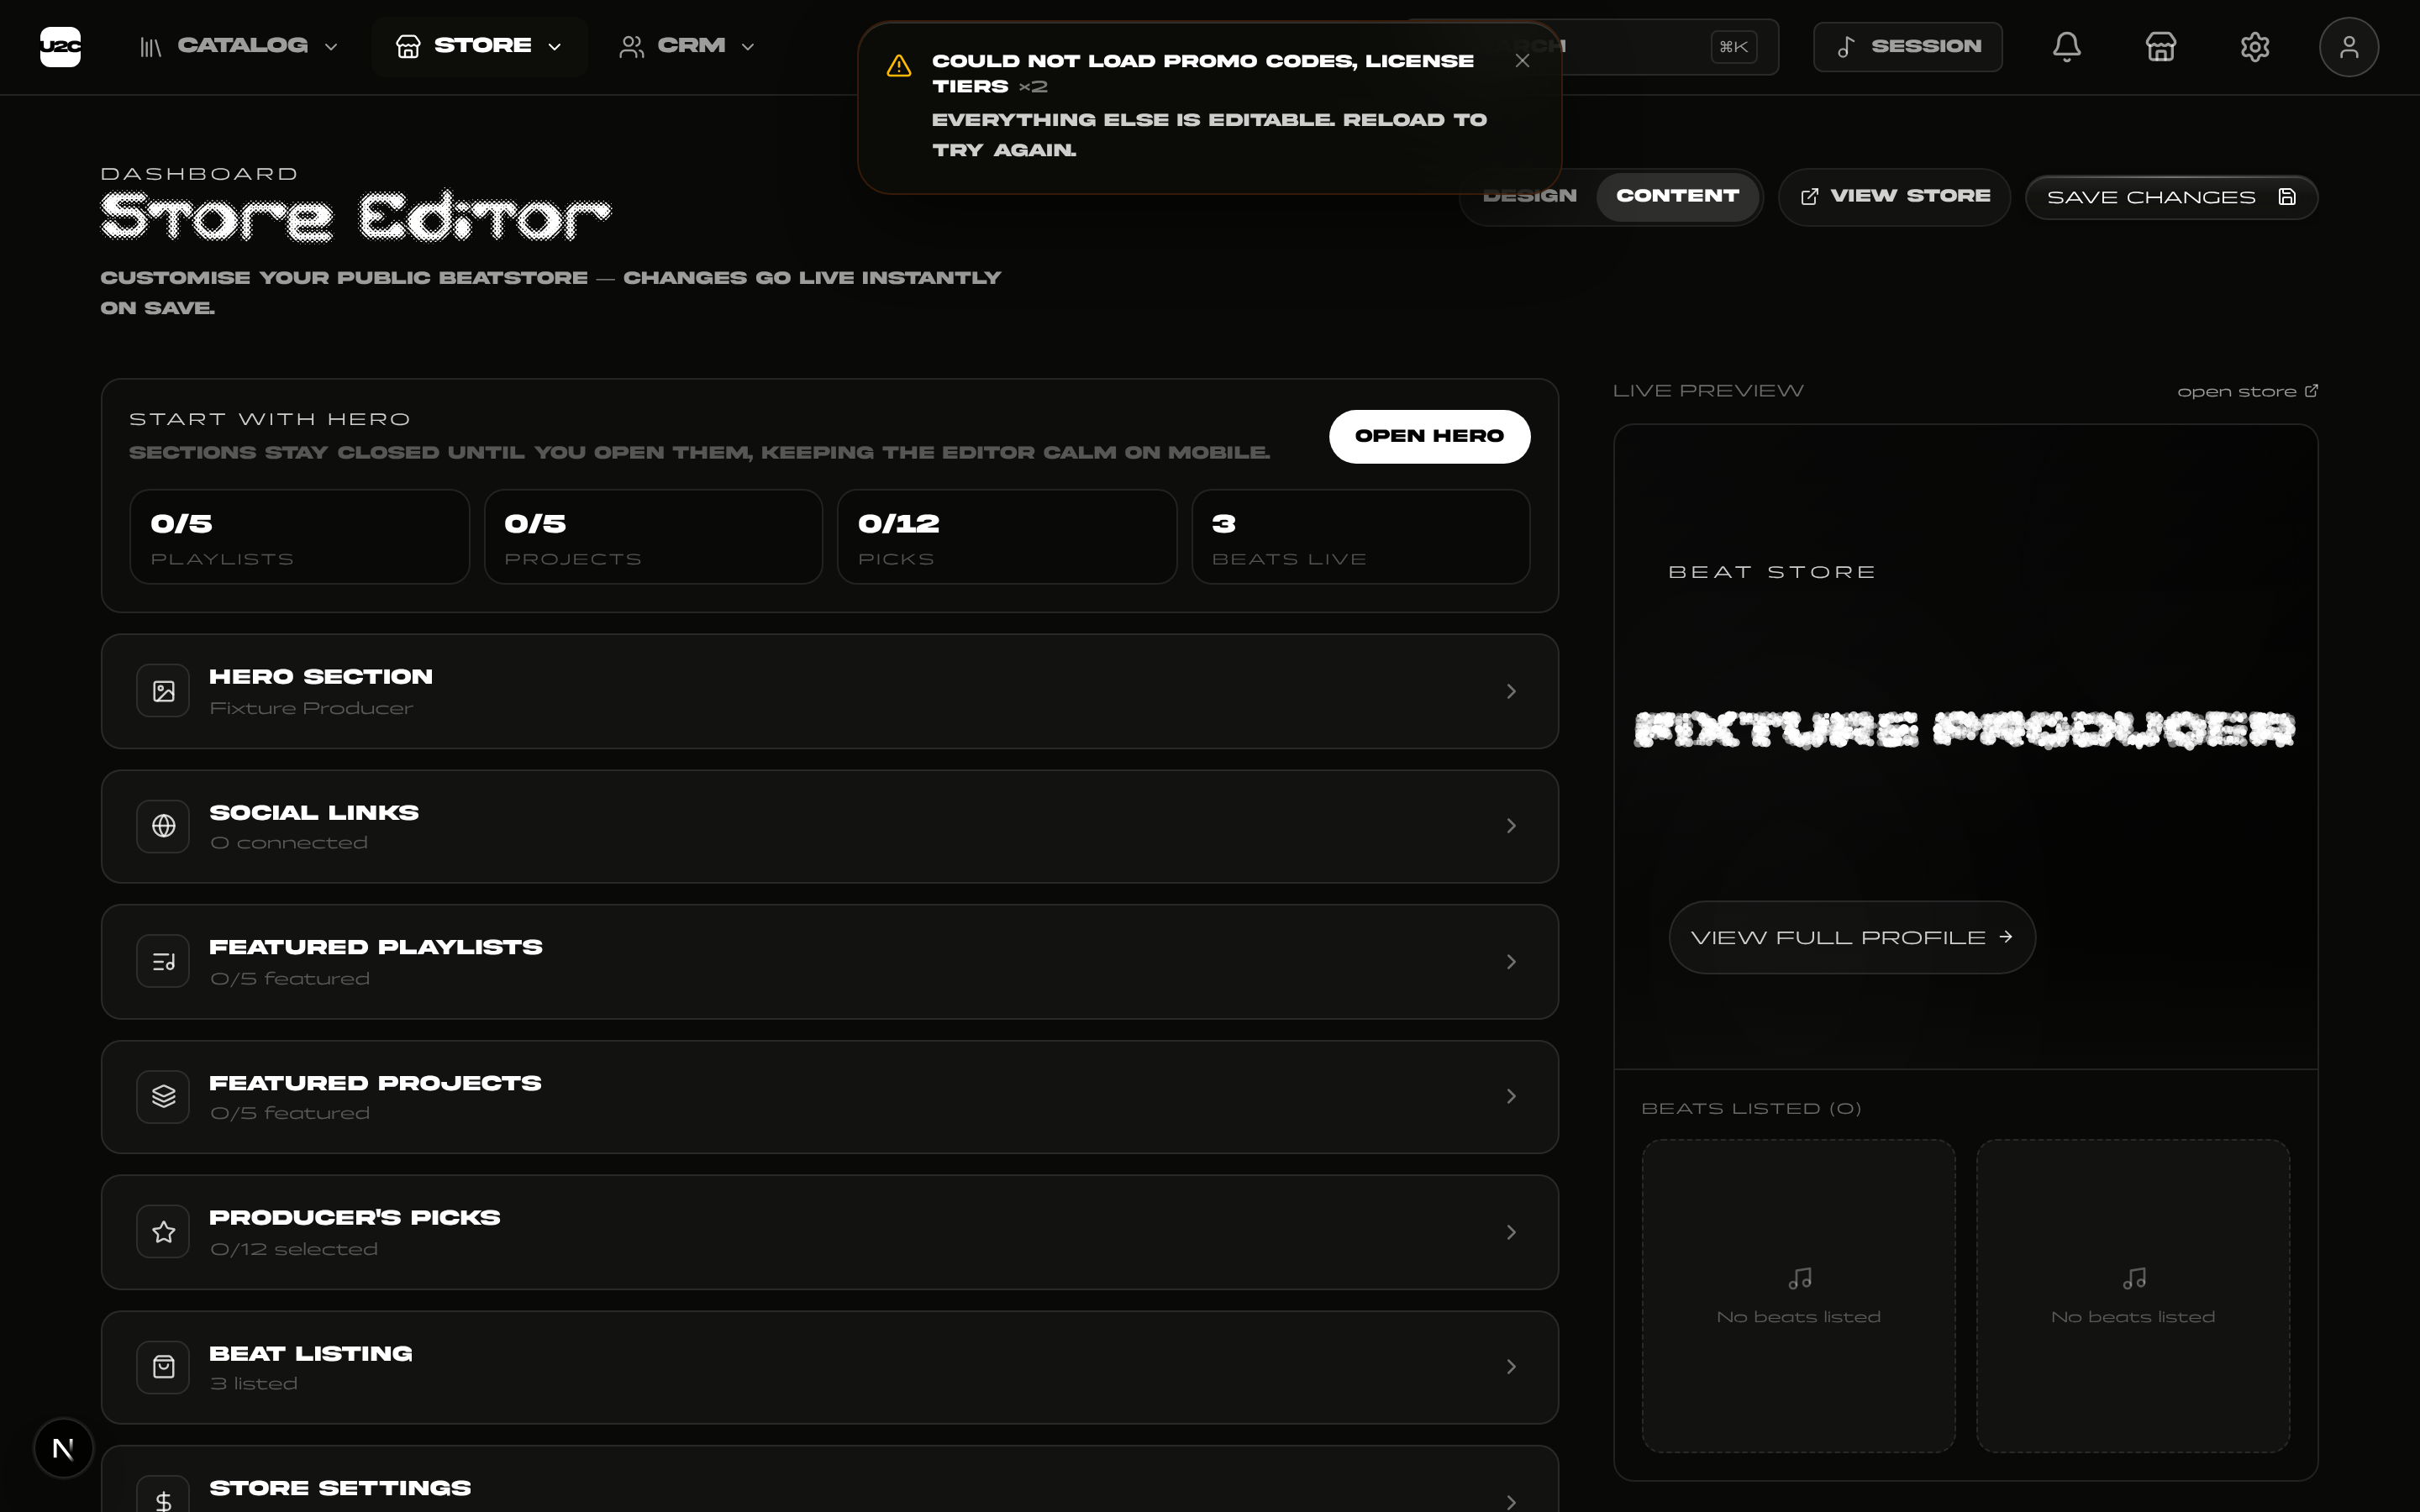 U2C
CATALOG
STORE
CRM
COULD NOT LOAD PROMO CODES, LICENSE
TIERS ×2
EVERYTHING ELSE IS EDITABLE. RELOAD TO
TRY AGAIN.
⌘K
SESSION
DASHBOARD
Store Editor
CUSTOMISE YOUR PUBLIC BEATSTORE — CHANGES GO LIVE INSTANTLY
ON SAVE.
DESIGN
CONTENT
VIEW STORE
SAVE CHANGES
START WITH HERO
SECTIONS STAY CLOSED UNTIL YOU OPEN THEM, KEEPING THE EDITOR CALM ON MOBILE.
OPEN HERO
0/5
PLAYLISTS
0/5
PROJECTS
0/12
PICKS
3
BEATS LIVE
HERO SECTION
Fixture Producer
SOCIAL LINKS
0 connected
FEATURED PLAYLISTS
0/5 featured
FEATURED PROJECTS
0/5 featured
PRODUCER'S PICKS
0/12 selected
BEAT LISTING
3 listed
STORE SETTINGS
LIVE PREVIEW
open store
BEAT STORE
FIXTURE PRODUCER
VIEW FULL PROFILE →
BEATS LISTED (0)
No beats listed
No beats listed
N